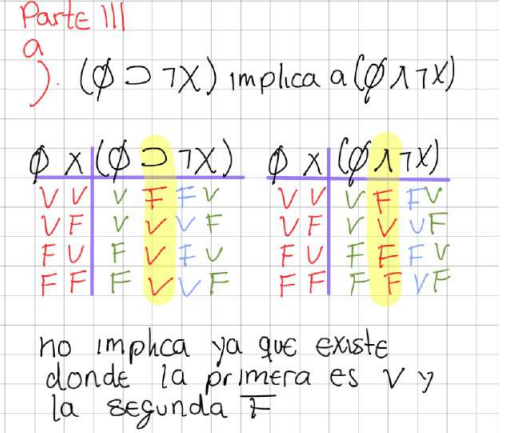 Parte III
a
). (ϕ ⊃ ¬X) implica a (ϕ ∧ ¬X)
ϕ X (ϕ ⊃ ¬X) ϕ X (ϕ ∧ ¬X)
V V V F F V V V V F F V
V F V V V F V F V V V F
F V F V F V F V F F F V
F F F V V F F F F F V F
no implica ya que existe
donde la primera es V y
la segunda F